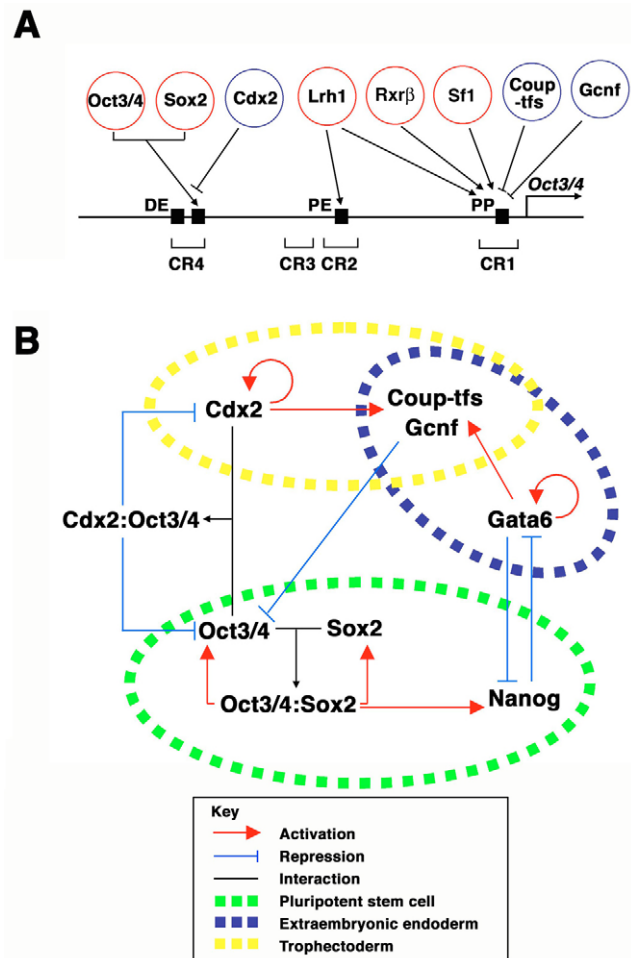 A
Oct3/4 Sox2 Cdx2 Lrh1 Rxrβ Sf1 Coup-tfs Gcnf
DE PE PP Oct3/4
CR4 CR3 CR2 CR1
B
Cdx2 Coup-tfs
Gcnf
Cdx2:Oct3/4 Gata6
Oct3/4 Sox2
Oct3/4:Sox2 Nanog
Key
Activation
Repression
Interaction
Pluripotent stem cell
Extraembryonic endoderm
Trophectoderm